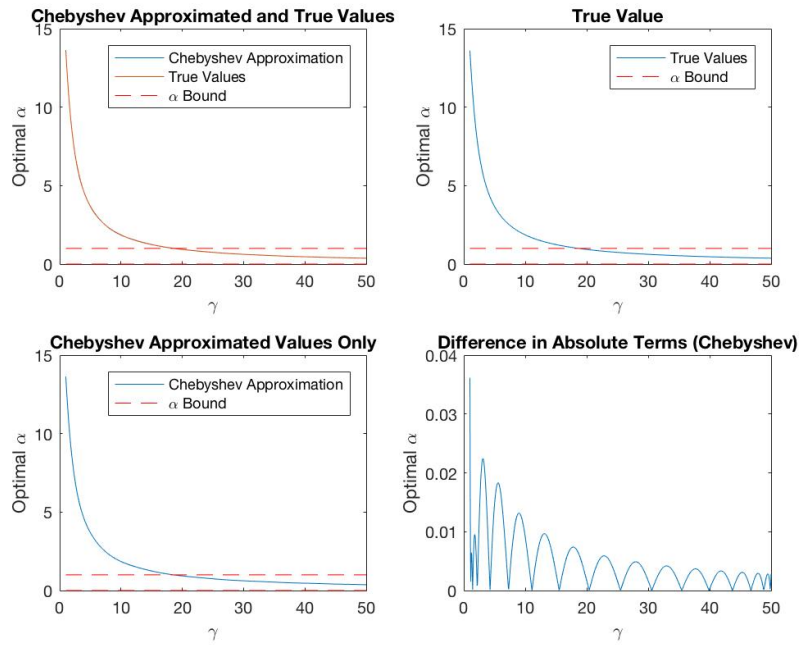 Chebyshev Approximated and True Values
15
10
5
0
Optimal α
Chebyshev Approximation
True Values
α Bound
0 10 20 30 40 50
γ
True Value
15
10
5
0
Optimal α
True Values
α Bound
0 10 20 30 40 50
γ
Chebyshev Approximated Values Only
15
10
5
0
Optimal α
Chebyshev Approximation
α Bound
0 10 20 30 40 50
γ
Difference in Absolute Terms (Chebyshev)
0.04
0.03
0.02
0.01
0
Optimal α
0 10 20 30 40 50
γ